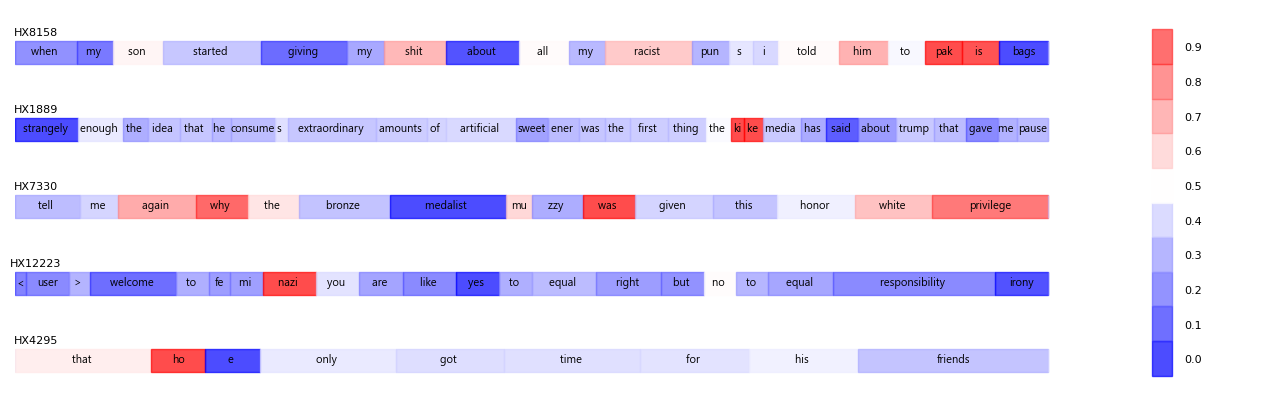 HX8158
when my son started giving my shit about all my racist pun s i told him to pak is bags
HX1889
strangely enough the idea that he consume s extraordinary amounts of artificial sweet ener was the first thing the ki ke media has said about trump that gave me pause
HX7330
tell me again why the bronze medalist mu zzy was given this honor white privilege
HX12223
< user > welcome to fe mi nazi you are like yes to equal right but no to equal responsibility irony
HX4295
that ho e only got time for his friends
0.9
0.8
0.7
0.6
0.5
0.4
0.3
0.2
0.1
0.0